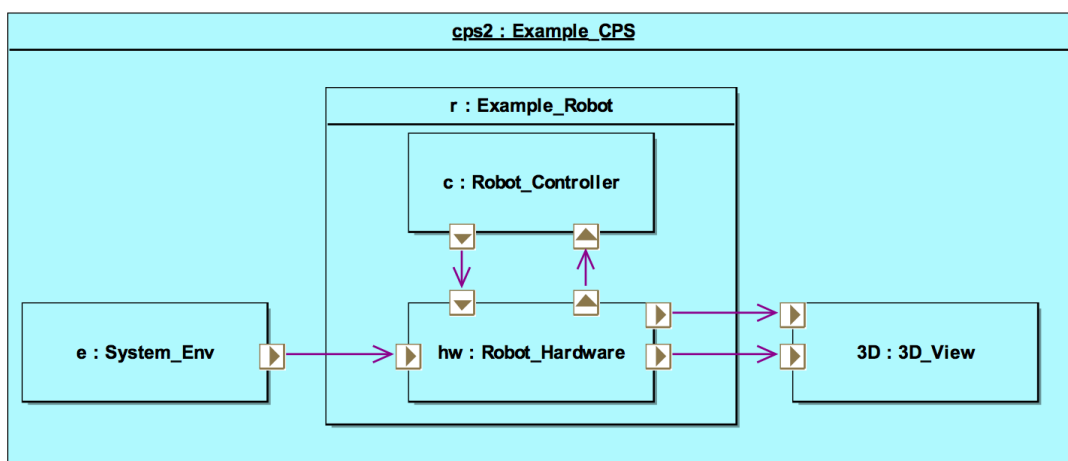 cps2 : Example_CPS
r : Example_Robot
c : Robot_Controller
e : System_Env
hw : Robot_Hardware
3D : 3D_View